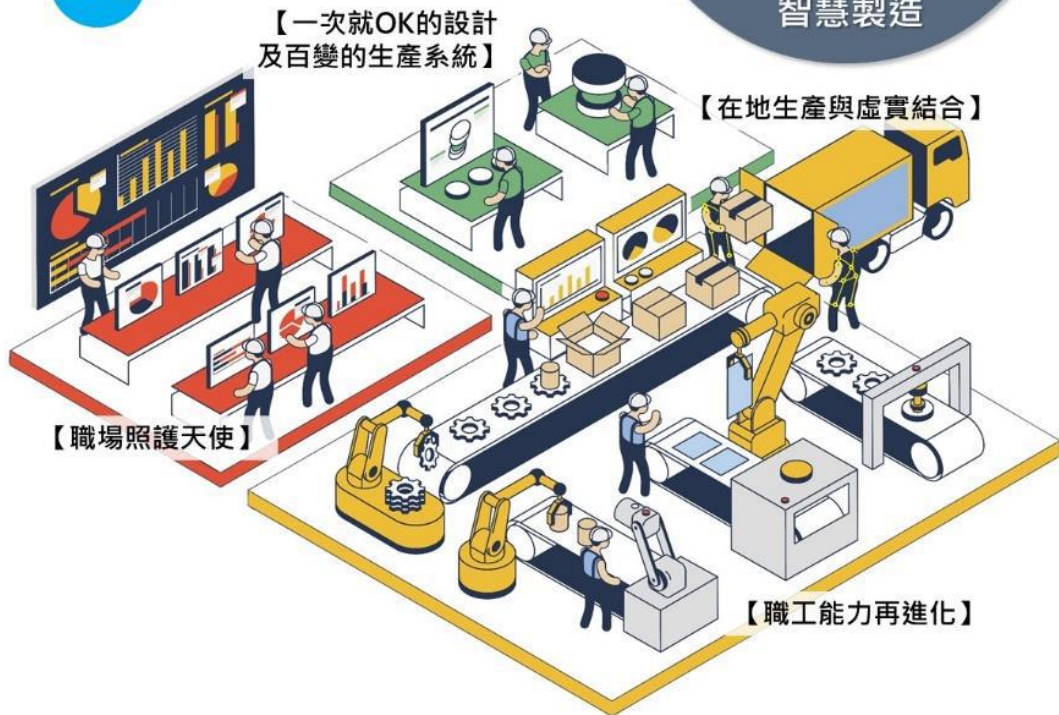 智慧製造
【一次就OK的設計
及百變的生產系統】
【在地生產與虛實結合】
【職場照護天使】
【職工能力再進化】